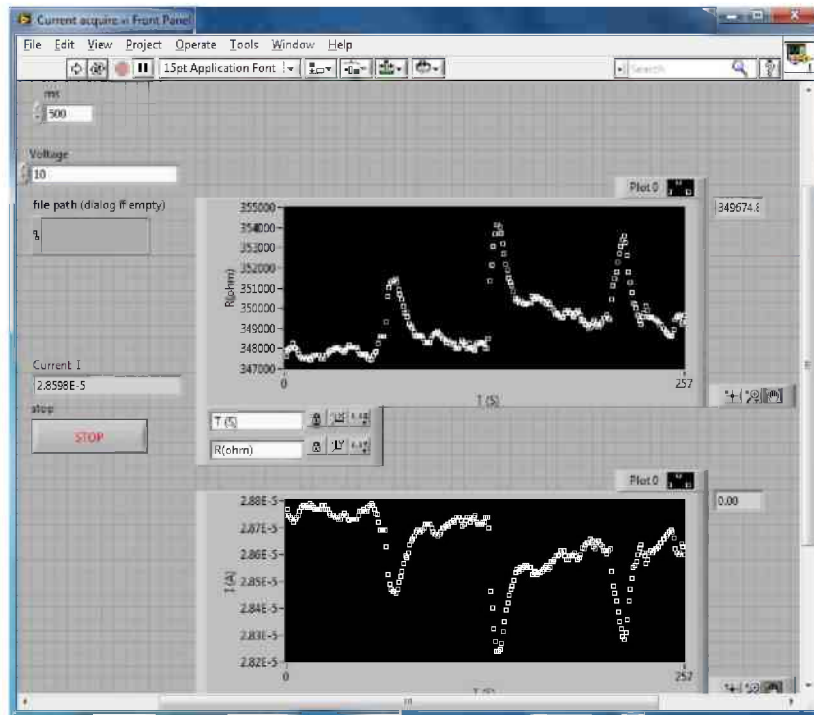 Current acquire.vi Front Panel
File Edit View Project Operate Tools Window Help
15pt Application Font
Search
ms
500
Voltage
10
file path (dialog if empty)
Plot 0
349674.8
355000
354000
353000
352000
351000
350000
349000
348000
347000
R(ohm)
0
257
T (S)
Current I
2.8598E-5
stop
STOP
T (S)
R(ohm)
Plot 0
0.00
2.88E-5
2.87E-5
2.86E-5
2.85E-5
2.84E-5
2.83E-5
2.82E-5
I (A)
0
257